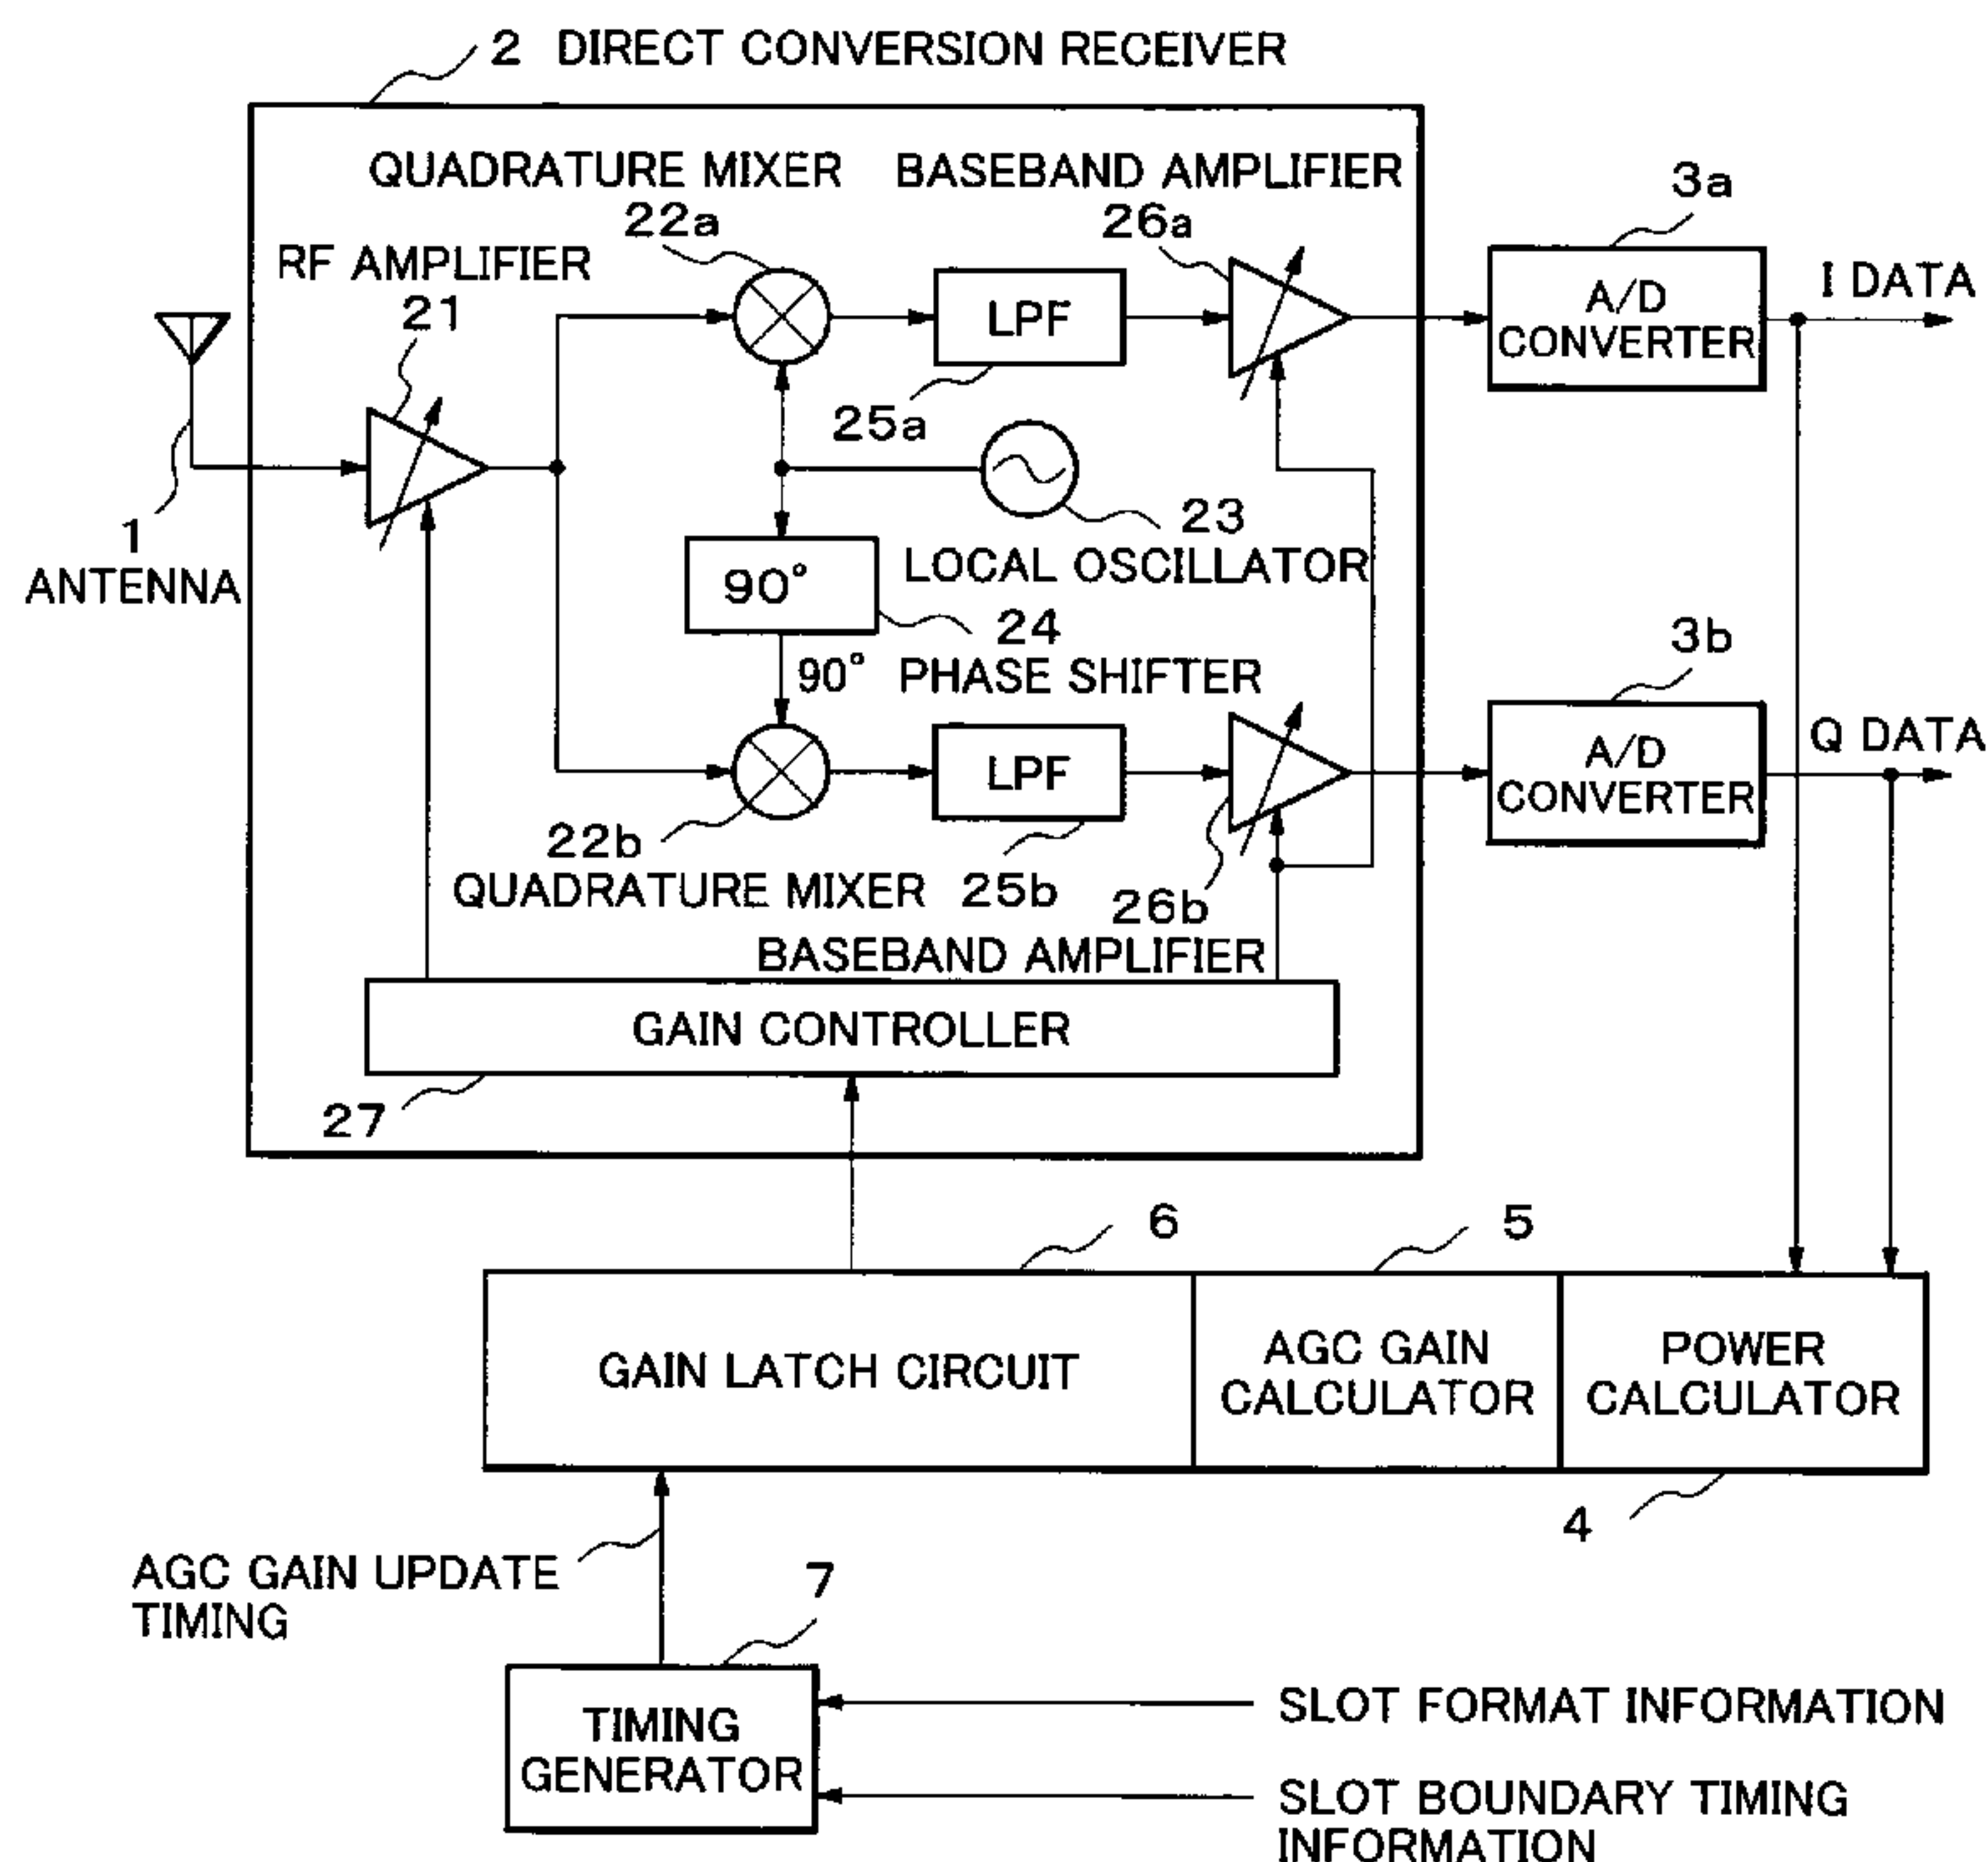 2 DIRECT CONVERSION RECEIVER
QUADRATURE MIXER
22a
BASEBAND AMPLIFIER
26a
3a
RF AMPLIFIER
21
LPF
25a
A/D
CONVERTER
I DATA
1
ANTENNA
23
LOCAL OSCILLATOR
90°
24
90° PHASE SHIFTER
3b
LPF
A/D
CONVERTER
Q DATA
22b
QUADRATURE MIXER
25b
26b
BASEBAND AMPLIFIER
GAIN CONTROLLER
27
6
5
GAIN LATCH CIRCUIT
AGC GAIN
CALCULATOR
POWER
CALCULATOR
4
AGC GAIN UPDATE
TIMING
7
TIMING
GENERATOR
SLOT FORMAT INFORMATION
SLOT BOUNDARY TIMING
INFORMATION